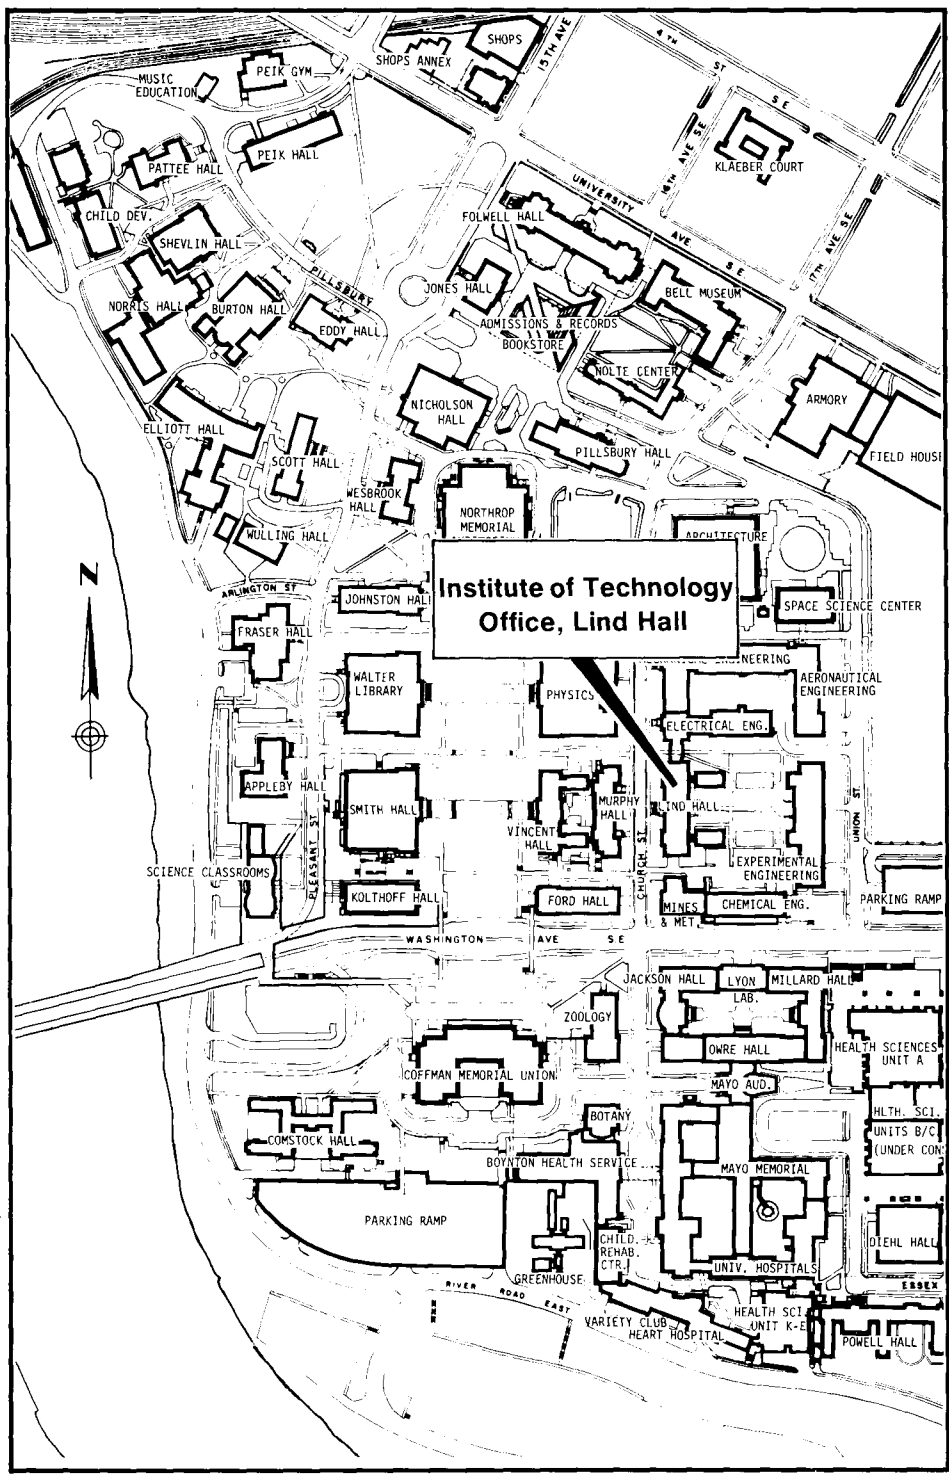 SHOPS
SHOPS ANNEX
15TH AVE
4 TH ST S E
PEIK GYM
MUSIC
EDUCATION
16TH AVE SE
KLAEBER COURT
PEIK HALL
PATTEE HALL
UNIVERSITY AVE. S E
17TH AVE SE
CHILD DEV.
FOLWELL HALL
SHEVLIN HALL
PILLSBURY
JONES HALL
BELL MUSEUM
NORRIS HALL
BURTON HALL
EDDY HALL
ADMISSIONS & RECORDS
BOOKSTORE
NOLTE CENTER
ARMORY
NICHOLSON
HALL
ELLIOTT HALL
PILLSBURY HALL
FIELD HOUSE
SCOTT HALL
WESBROOK
HALL
NORTHROP
MEMORIAL
WULLING HALL
ARCHITECTURE
Institute of Technology
Office, Lind Hall
N
ARLINGTON ST
JOHNSTON HALL
SPACE SCIENCE CENTER
FRASER HALL
ENGINEERING
WALTER
LIBRARY
PHYSICS
AERONAUTICAL
ENGINEERING
ELECTRICAL ENG.
APPLEBY HALL
SMITH HALL
MURPHY
HALL
LIND HALL
VINCENT
HALL
PLEASANT ST
CHURCH ST.
UNION ST.
EXPERIMENTAL
ENGINEERING
SCIENCE CLASSROOMS
KOLTHOFF HALL
FORD HALL
MINES
& MET.
CHEMICAL ENG.
PARKING RAMP
WASHINGTON AVE S.E
JACKSON HALL
LYON
LAB.
MILLARD HALL
ZOOLOGY
OWRE HALL
HEALTH SCIENCES
UNIT A
COFFMAN MEMORIAL UNION
MAYO AUD.
BOTANY
HLTH. SCI.
UNITS B/C
(UNDER CON
COMSTOCK HALL
BOYNTON HEALTH SERVICE
MAYO MEMORIAL
PARKING RAMP
CHILD.
REHAB.
CTR.
DIEHL HALL
UNIV. HOSPITALS
GREENHOUSE
ESSEX
RIVER ROAD EAST
VARIETY CLUB
HEART HOSPITAL
HEALTH SCI.
UNIT K-E
POWELL HALL